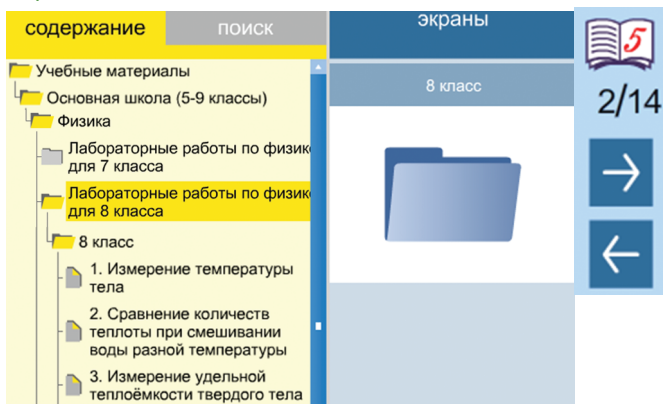 содержание
поиск
Учебные материалы
Основная школа (5-9 классы)
Физика
Лабораторные работы по физик
для 7 класса
Лабораторные работы по физик
для 8 класса
8 класс
1. Измерение температуры
тела
2. Сравнение количеств
теплоты при смешивании
воды разной температуры
3. Измерение удельной
теплоёмкости твердого тела
экраны
8 класс
5
2/14